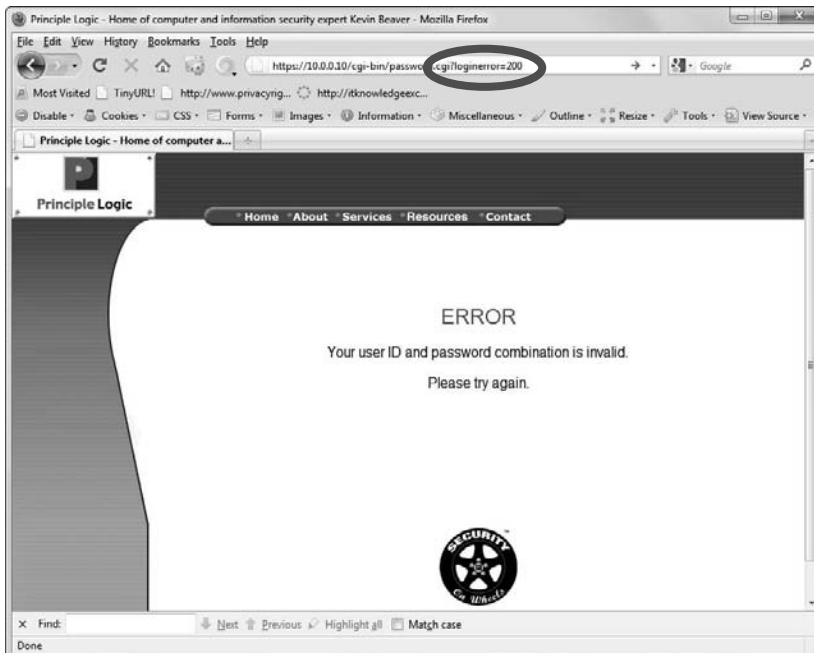 Principle Logic - Home of computer and information security expert Kevin Beaver - Mozilla Firefox
File Edit View History Bookmarks Tools Help
https://10.0.0.10/cgi-bin/passwo .cgi?loginerror=200
Google
Most Visited TinyURL! http://www.privacyrig... http://itknowledgeexc...
Disable Cookies CSS Forms Images Information Miscellaneous Outline Resize Tools View Source
Principle Logic - Home of computer a...
P
Principle Logic
Home About Services Resources Contact
ERROR
Your user ID and password combination is invalid.
Please try again.
SECURITY
On Wheels
Find: Next Previous Highlight all Match case
Done